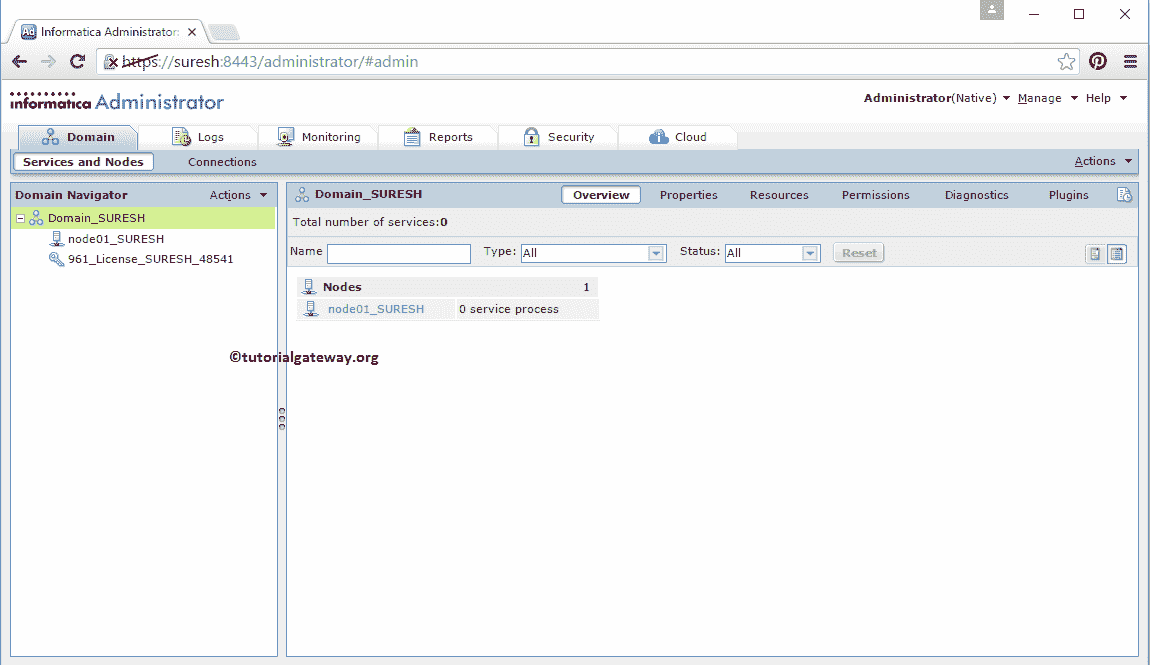 Informatica Administrator:
https://suresh:8443/administrator/#admin
informatica Administrator
Administrator(Native) Manage Help
Domain Logs Monitoring Reports Security Cloud
Services and Nodes Connections Actions
Domain Navigator Actions
Domain_SURESH Overview Properties Resources Permissions Diagnostics Plugins
Domain_SURESH
node01_SURESH
961_License_SURESH_48541
Total number of services:0
Name Type: All Status: All Reset
Nodes 1
node01_SURESH 0 service process
©tutorialgateway.org